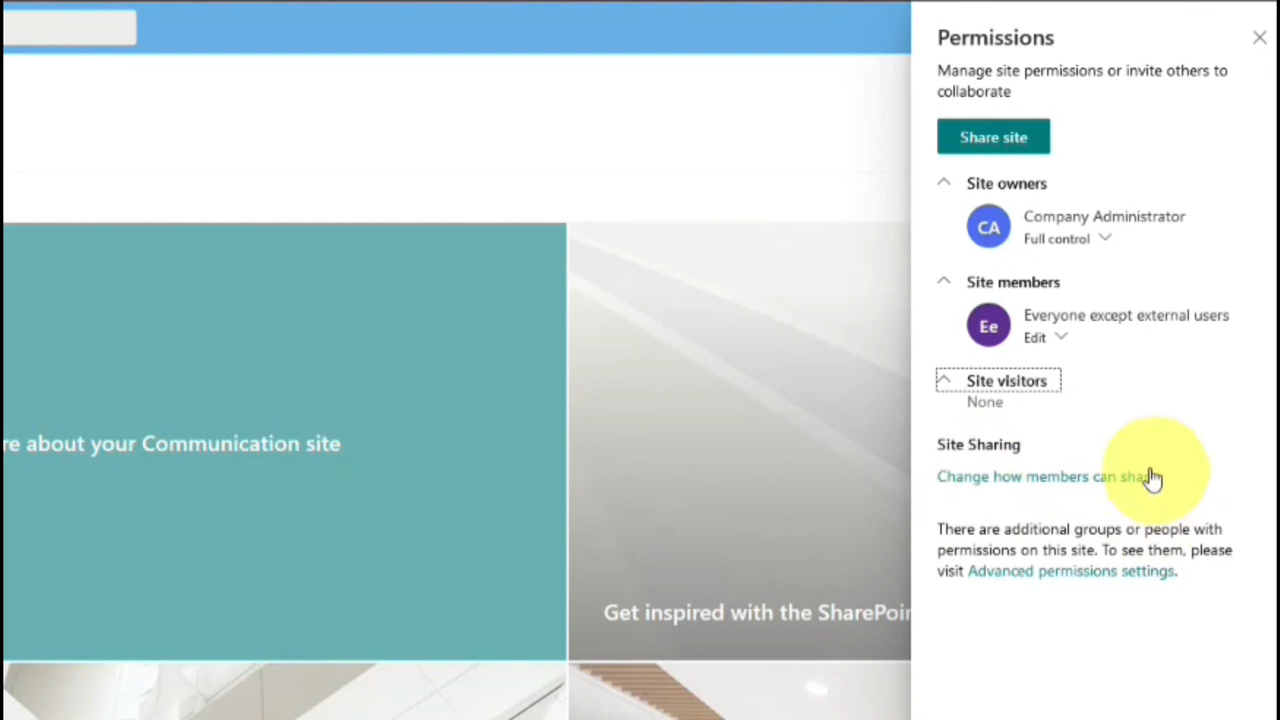 Permissions
Manage site permissions or invite others to
collaborate
Share site
Site owners
CA
Company Administrator
Full control
Site members
Ee
Everyone except external users
Edit
Site visitors
None
Site Sharing
Change how members can
There are additional groups or people with
permissions on this site. To see them, please
visit Advanced permissions settings.
re about your Communication site
Get inspired with the SharePoin